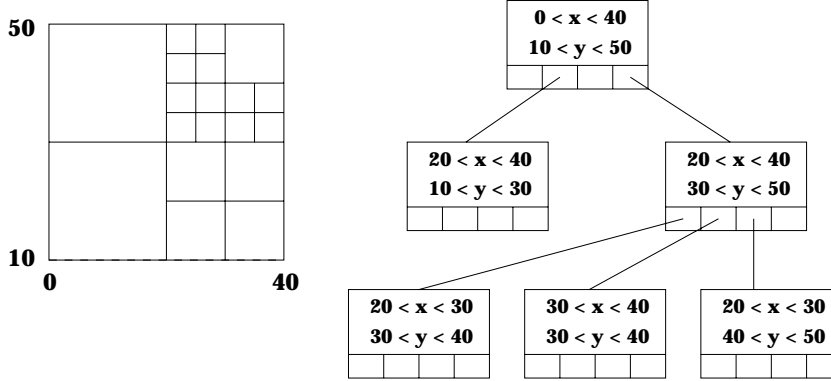 50
10
0
40
0 < x < 40
10 < y < 50
20 < x < 40
10 < y < 30
20 < x < 40
30 < y < 50
20 < x < 30
30 < y < 40
30 < x < 40
30 < y < 40
20 < x < 30
40 < y < 50